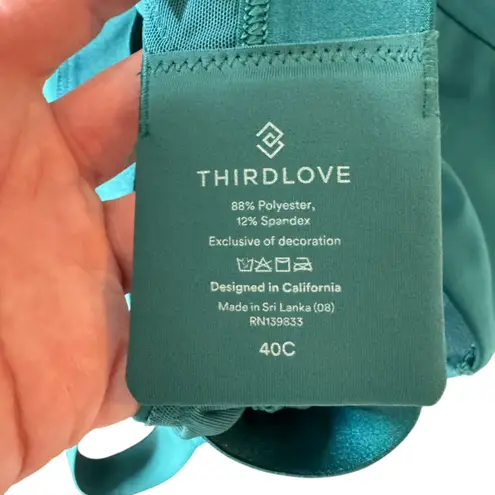 THIRDLOVE
88% Polyester,
12% Spandex
Exclusive of decoration
Designed in California
Made in Sri Lanka (08)
RN139833
40C